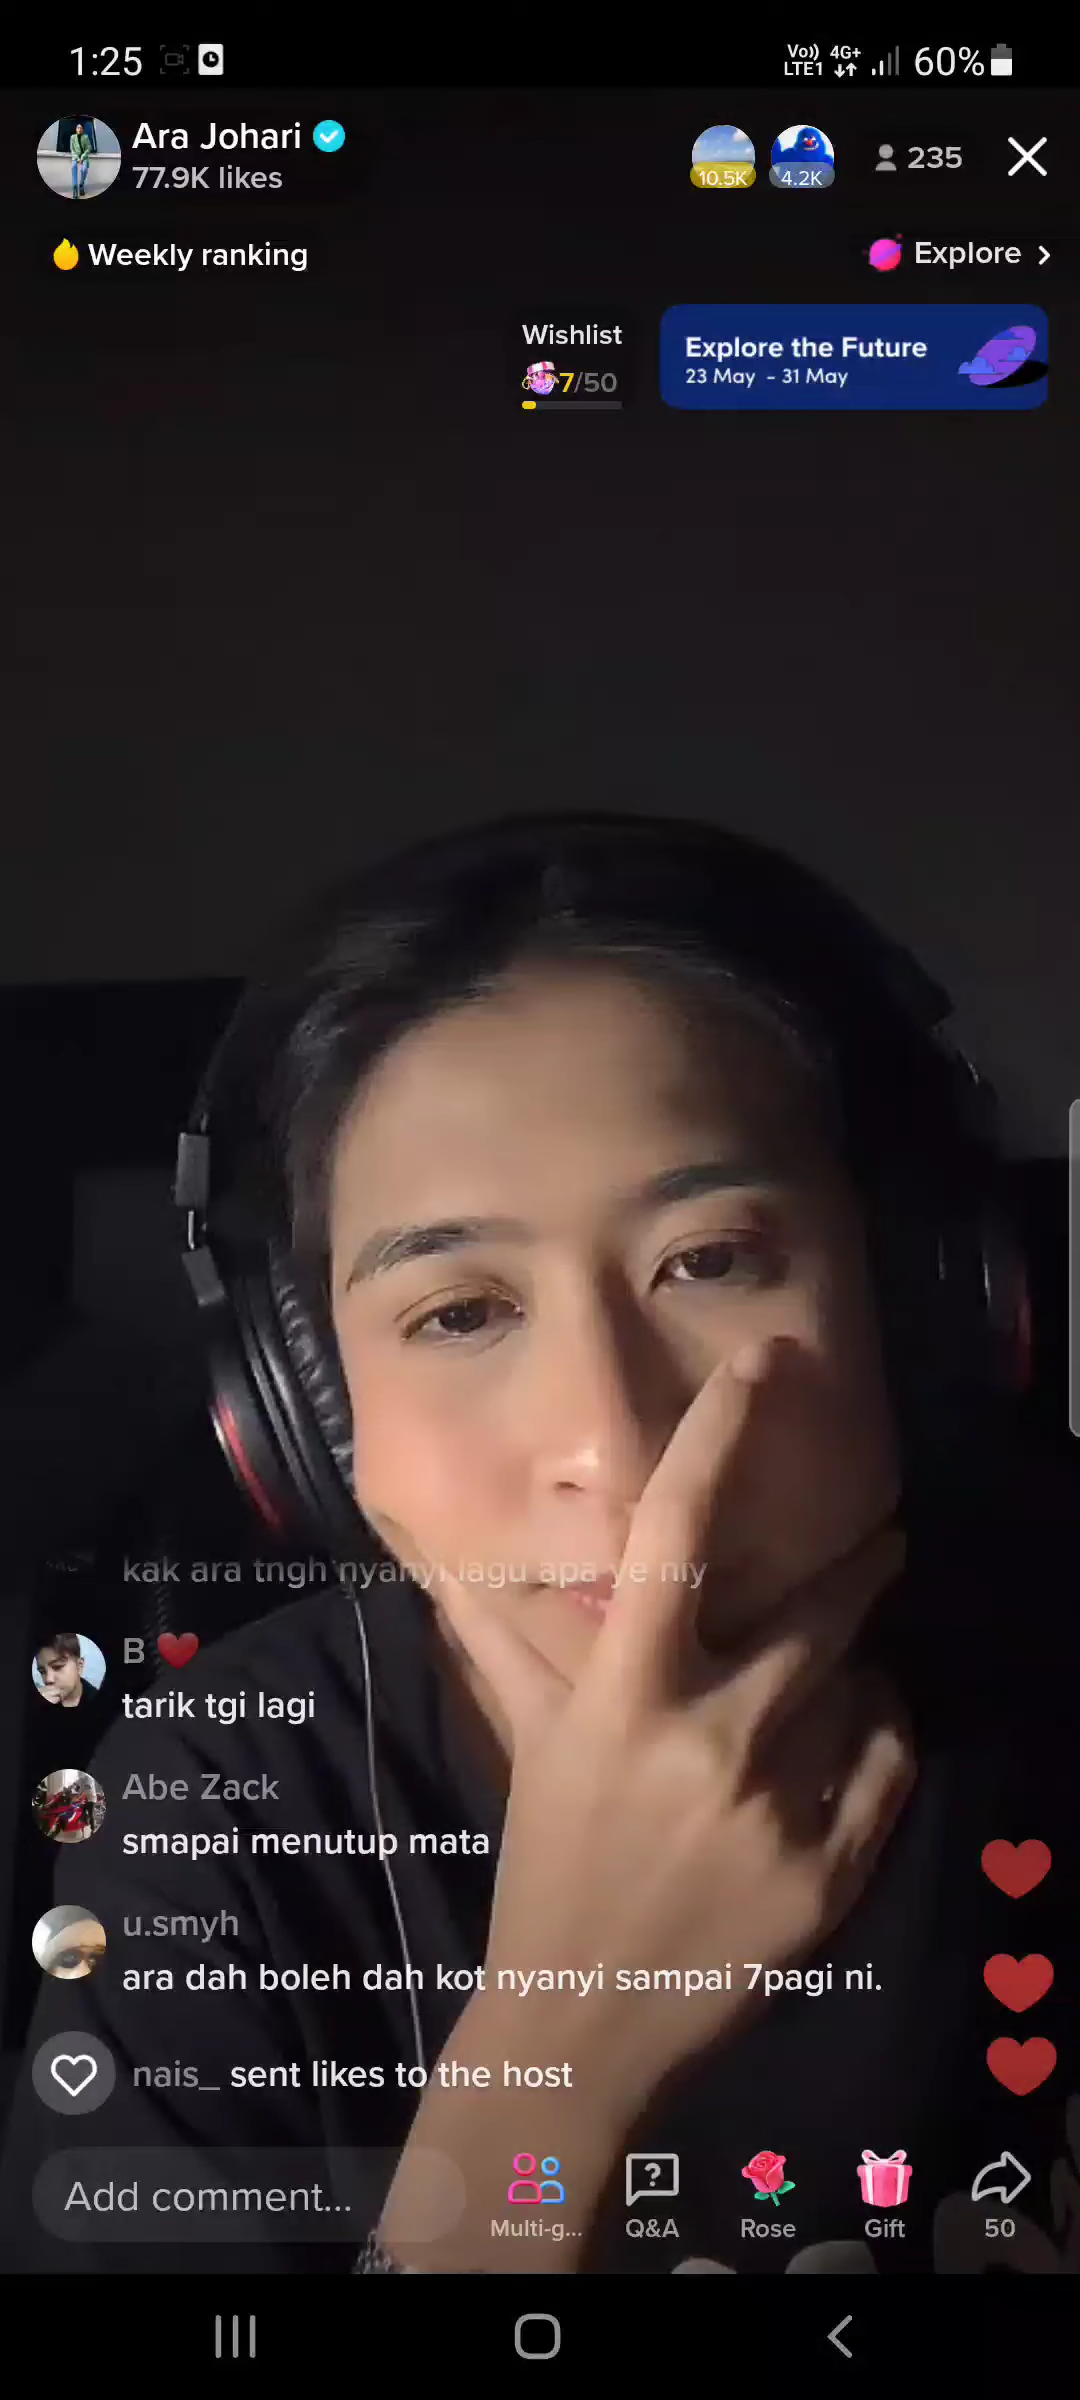 1:25
Vo)) 4G+
LTE1
60%
Ara Johari
77.9K likes
10.5K
4.2K
235
Weekly ranking
Explore
Wishlist
7/50
Explore the Future
23 May - 31 May
kak ara tngh nyanyi lagu apa ye niy
B
tarik tgi lagi
Abe Zack
smapai menutup mata
u.smyh
ara dah boleh dah kot nyanyi sampai 7pagi ni.
nais_ sent likes to the host
Add comment...
Multi-g...
Q&A
Rose
Gift
50